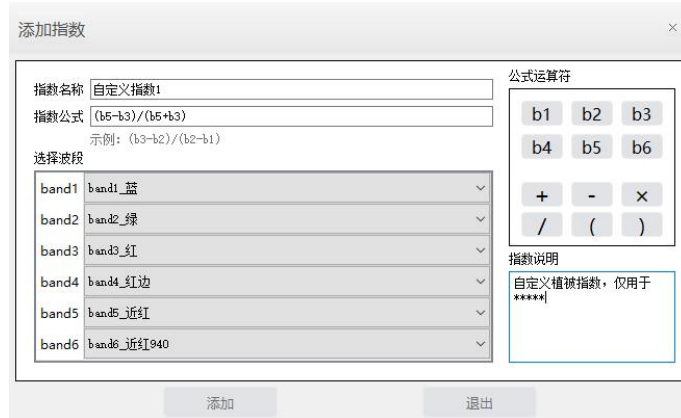 添加指数
×
指数名称 自定义指数1
指数公式 (b5-b3)/(b5+b3)
示例: (b3-b2)/(b2-b1)
选择波段
band1 band1_蓝
band2 band2_绿
band3 band3_红
band4 band4_红边
band5 band5_近红
band6 band6_近红940
公式运算符
b1 b2 b3
b4 b5 b6
+ - ×
/ ( )
指数说明
自定义植被指数，仅用于
*****
添加 退出